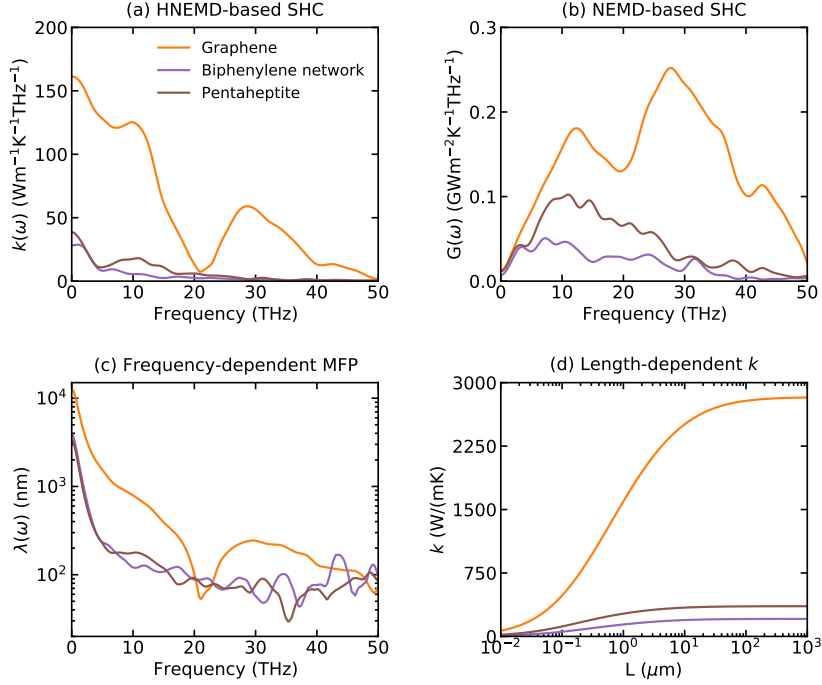 (a) HNEMD-based SHC
200
150
100
50
0
k(ω) (Wm⁻¹K⁻¹THz⁻¹)
Graphene
Biphenylene network
Pentaheptite
0 10 20 30 40 50
Frequency (THz)
(b) NEMD-based SHC
0.3
0.2
0.1
0.0
G(ω) (GWm⁻²K⁻¹THz⁻¹)
0 10 20 30 40 50
Frequency (THz)
(c) Frequency-dependent MFP
10⁴
10³
10²
λ(ω) (nm)
0 10 20 30 40 50
Frequency (THz)
(d) Length-dependent k
3000
2250
1500
750
0
k (W/(mK)
10⁻² 10⁻¹ 10⁰ 10¹ 10² 10³
L (μm)